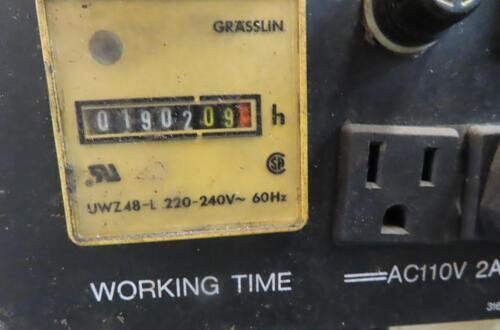 GRÄSSLIN
0190209 h
UWZ48-L 220-240V~ 60Hz
WORKING TIME
AC110V 2A